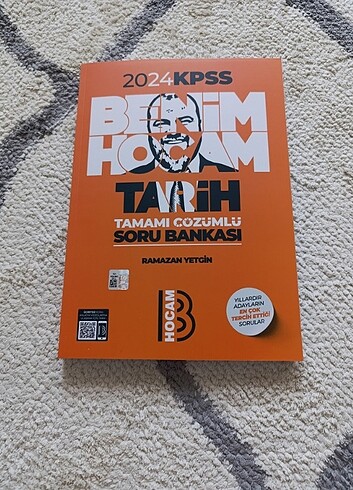 2024 KPSS
BENİM
HOCAM
TARİH
TAMAMI ÇÖZÜMLÜ
SORU BANKASI
RAMAZAN YETGİN
B
HOCAM
YILLARDIR
ADAYLARIN
EN ÇOK
TERCİH ETTİĞİ
SORULAR